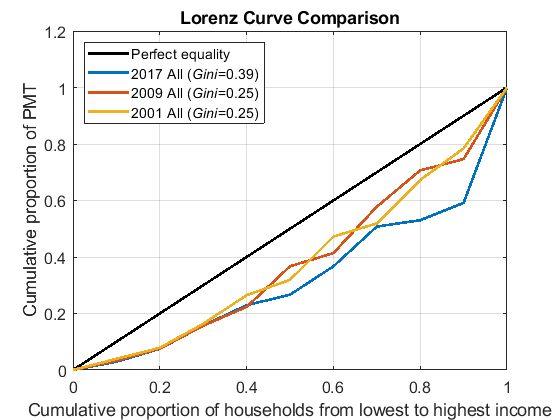 Lorenz Curve Comparison
Perfect equality
2017 All (Gini=0.39)
2009 All (Gini=0.25)
2001 All (Gini=0.25)
Cumulative proportion of PMT
1.2
1
0.8
0.6
0.4
0.2
0
0 0.2 0.4 0.6 0.8 1
Cumulative proportion of households from lowest to highest income